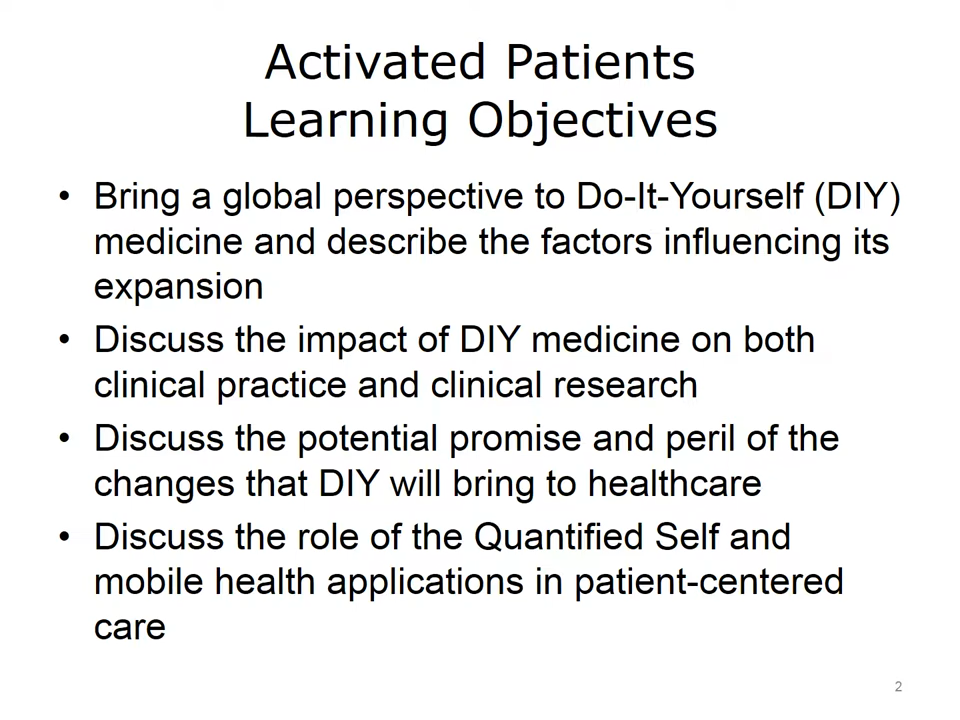 Activated Patients
Learning Objectives
• Bring a global perspective to Do-It-Yourself (DIY)
medicine and describe the factors influencing its
expansion
• Discuss the impact of DIY medicine on both
clinical practice and clinical research
• Discuss the potential promise and peril of the
changes that DIY will bring to healthcare
• Discuss the role of the Quantified Self and
mobile health applications in patient-centered
care
2